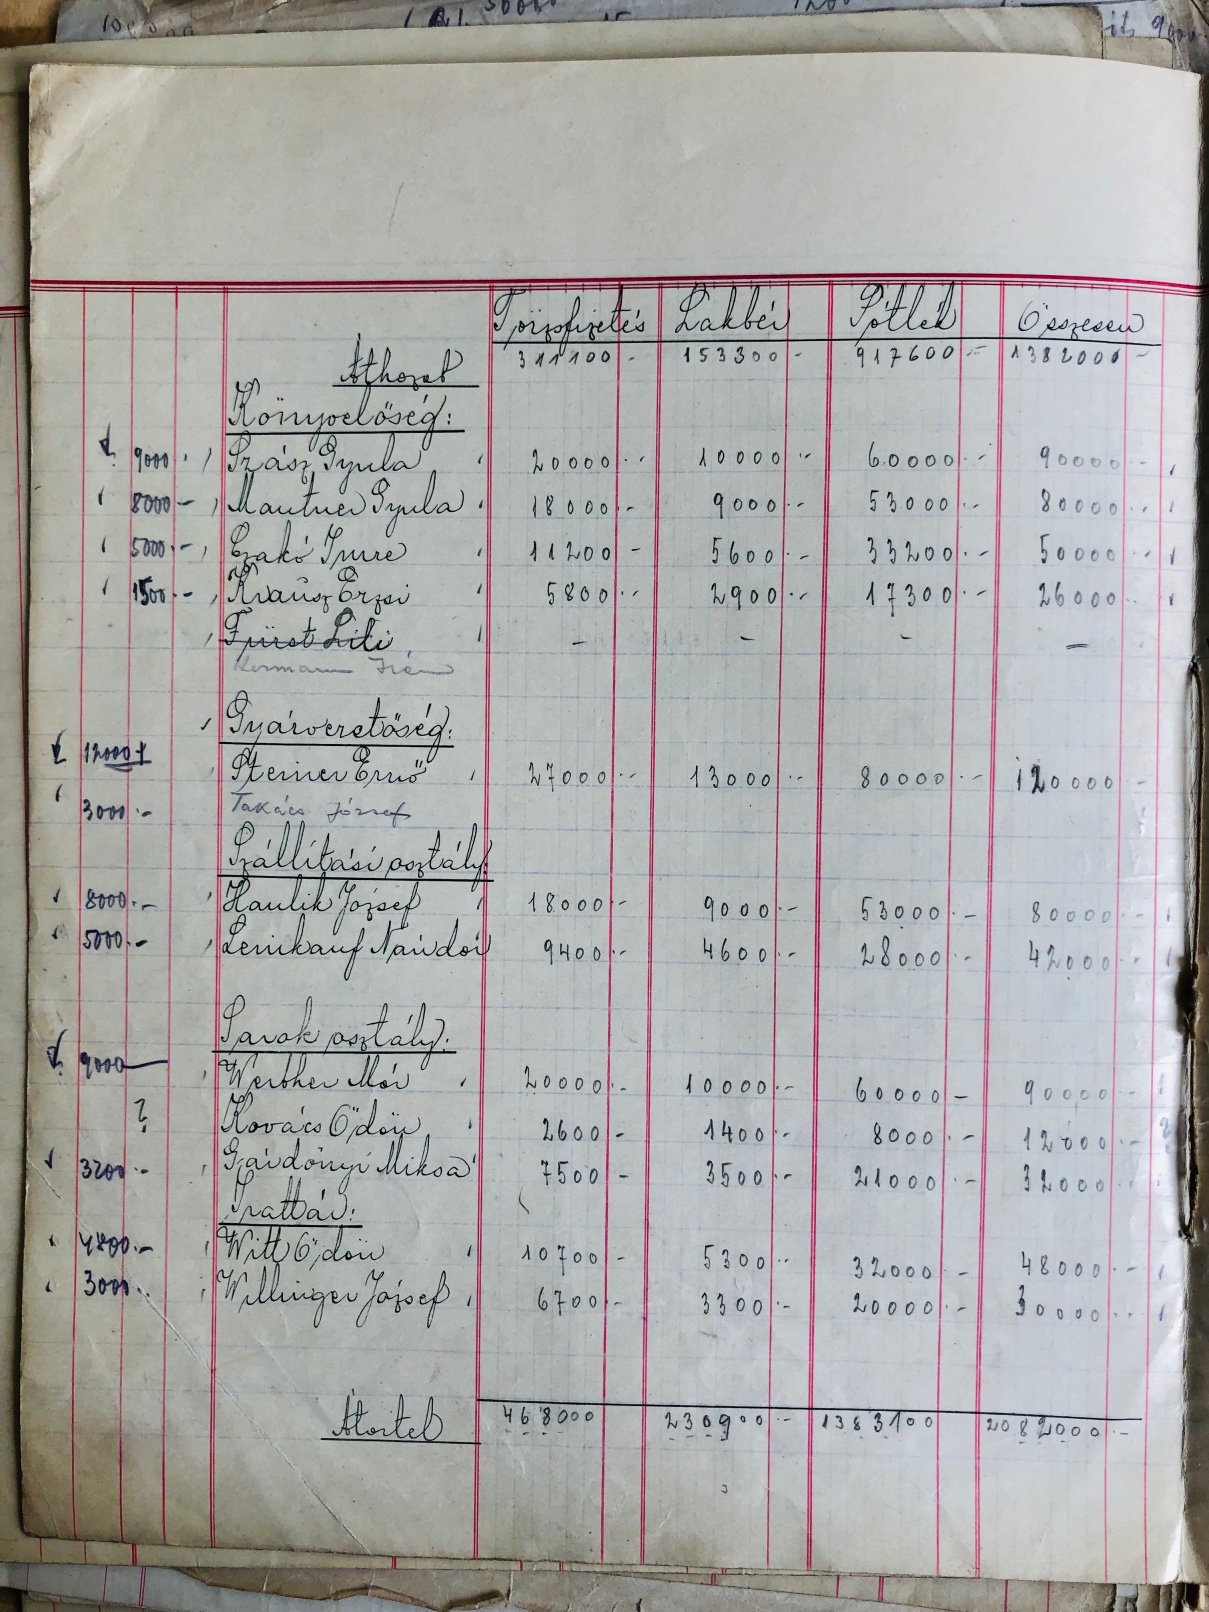 Törzsfizetés Lakbér Pótlék Összesen
Áthozat 311100 - 153300 - 917600 - 1382000 -
Könyvelőség:
9000 Szász Gyula 20000 - 10000 - 60000 - 90000 -
8000 - Mautner Gyula 18000 - 9000 - 53000 - 80000 -
5000 - Czakó Imre 11200 - 5600 - 33200 - 50000 -
1500 - Krausz Erzsi 5800 - 2900 - 17300 - 26000 -
Fürst Lili - - - -
Hermann Irén
Gyárvezetőség:
12000 Steiner Ernő 27000 - 13000 - 80000 - 120000 -
3000 - Takács József
Szállítási osztály:
8000 - Haulik József 18000 - 9000 - 53000 - 80000 -
5000 - Leinkauf Nándor 9400 - 4600 - 28000 - 42000 -
osztály:
9000 - Werther Mór 20000 - 10000 - 60000 - 90000 -
? Kovács Ödön 2600 - 1400 - 8000 - 12000 -
3200 - Gárdonyi Miksa 7500 - 3500 - 21000 - 32000
Irattár:
4800 - Witt Ödön 10700 - 5300 - 32000 - 48000 -
3000 Willinger József 6700 - 3300 - 20000 - 30000
Átvitel 468000 230900 - 1383100 2082000 -